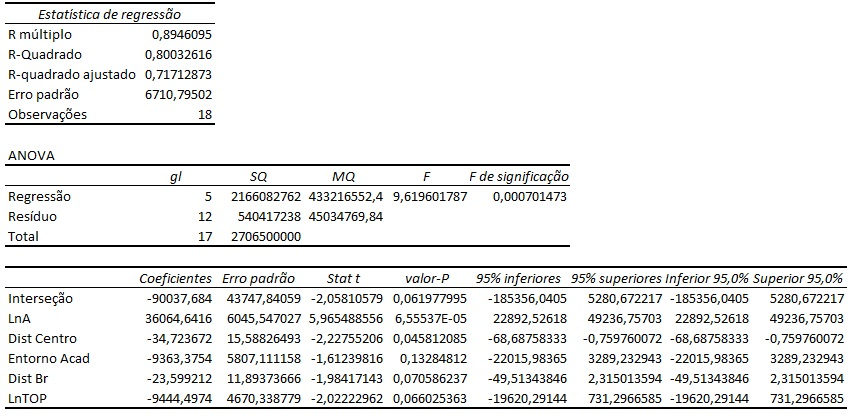 Estatística de regressão
R múltiplo 0,8946095
R-Quadrado 0,80032616
R-quadrado ajustado 0,71712873
Erro padrão 6710,79502
Observações 18
ANOVA
gl SQ MQ F F de significação
Regressão 5 2166082762 433216552,4 9,619601787 0,000701473
Resíduo 12 540417238 45034769,84
Total 17 2706500000
Coeficientes Erro padrão Stat t valor-P 95% inferiores 95% superiores Inferior 95,0% Superior 95,0%
Interseção -90037,684 43747,84059 -2,05810579 0,061977995 -185356,0405 5280,672217 -185356,0405 5280,672217
LnA 36064,6416 6045,547027 5,965488556 6,55537E-05 22892,52618 49236,75703 22892,52618 49236,75703
Dist Centro -34,723672 15,58826493 -2,22755206 0,045812085 -68,68758333 -0,759760072 -68,68758333 -0,759760072
Entorno Acad -9363,3754 5807,111158 -1,61239816 0,13284812 -22015,98365 3289,232943 -22015,98365 3289,232943
Dist Br -23,599212 11,89373666 -1,98417143 0,070586237 -49,51343846 2,315013594 -49,51343846 2,315013594
LnTOP -9444,4974 4670,338779 -2,02222962 0,066025363 -19620,29144 731,2966585 -19620,29144 731,2966585